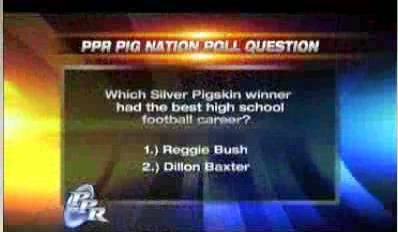 PPR PIG NATION POLL QUESTION
Which Silver Pigskin winner
had the best high school
football career?
1.) Reggie Bush
2.) Dillon Baxter
PPR